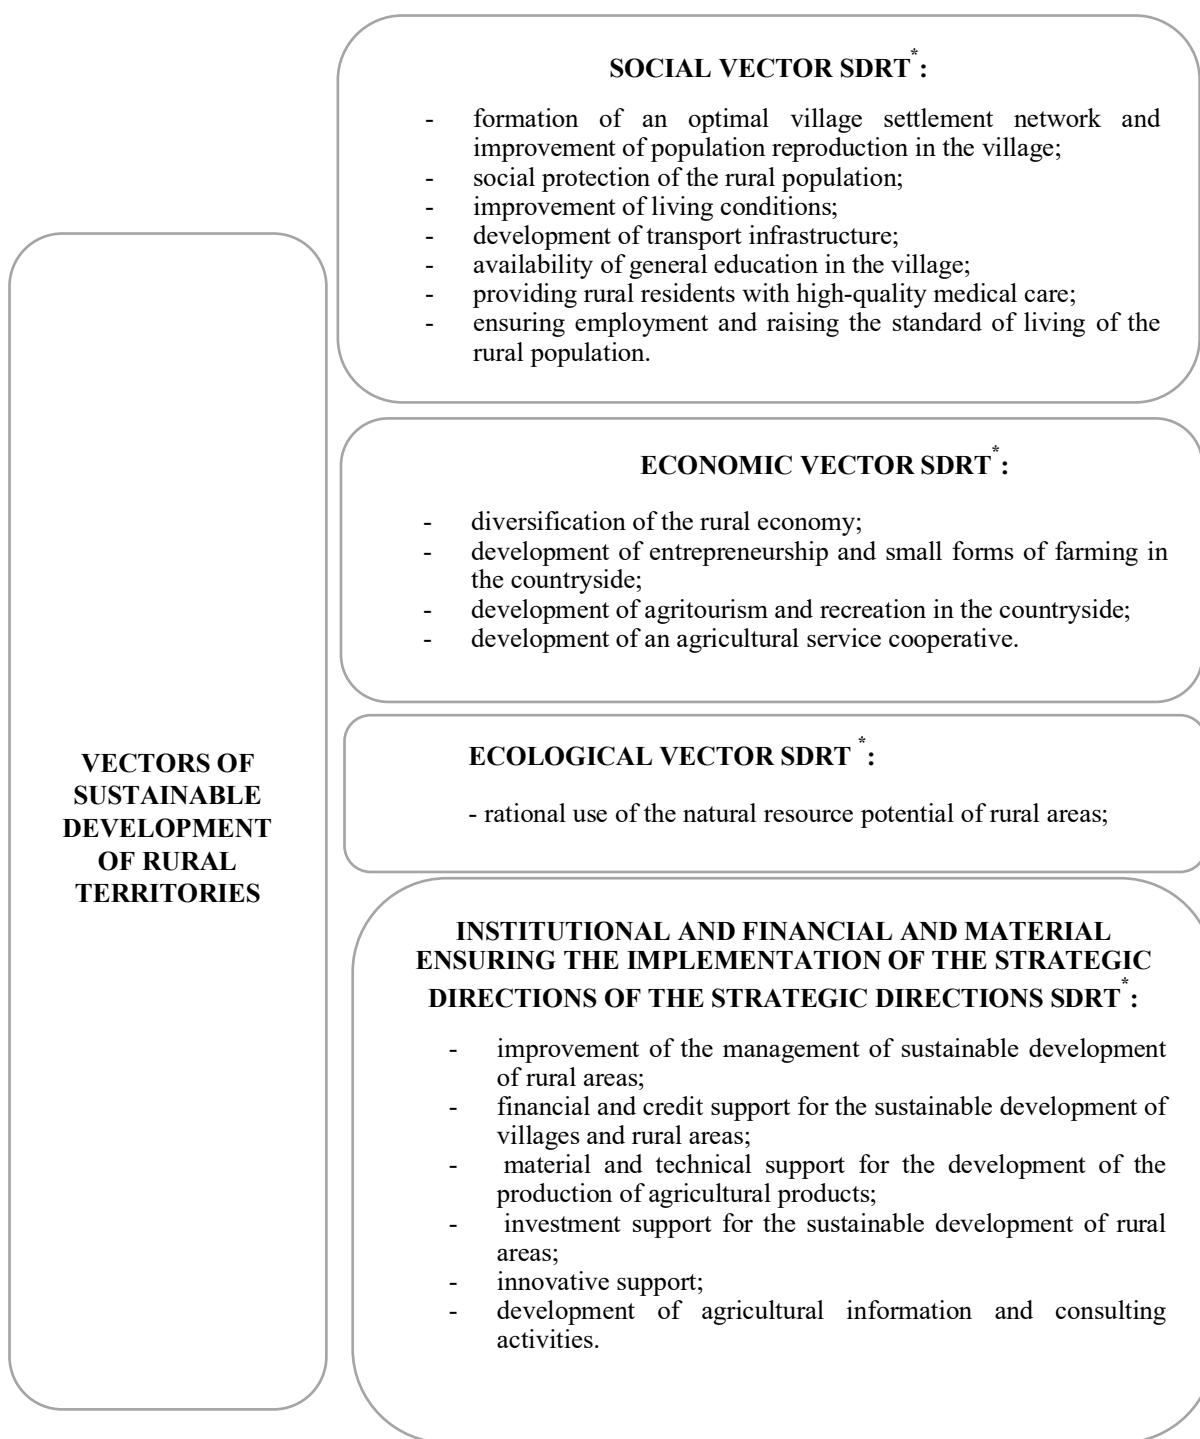 SOCIAL VECTOR SDRT*:
- formation of an optimal village settlement network and
improvement of population reproduction in the village;
- social protection of the rural population;
- improvement of living conditions;
- development of transport infrastructure;
- availability of general education in the village;
- providing rural residents with high-quality medical care;
- ensuring employment and raising the standard of living of the
rural population.
ECONOMIC VECTOR SDRT*:
- diversification of the rural economy;
- development of entrepreneurship and small forms of farming in
the countryside;
- development of agritourism and recreation in the countryside;
- development of an agricultural service cooperative.
VECTORS OF
SUSTAINABLE
DEVELOPMENT
OF RURAL
TERRITORIES
ECOLOGICAL VECTOR SDRT *:
- rational use of the natural resource potential of rural areas;
INSTITUTIONAL AND FINANCIAL AND MATERIAL
ENSURING THE IMPLEMENTATION OF THE STRATEGIC
DIRECTIONS OF THE STRATEGIC DIRECTIONS SDRT*:
- improvement of the management of sustainable development
of rural areas;
- financial and credit support for the sustainable development of
villages and rural areas;
- material and technical support for the development of the
production of agricultural products;
- investment support for the sustainable development of rural
areas;
- innovative support;
- development of agricultural information and consulting
activities.